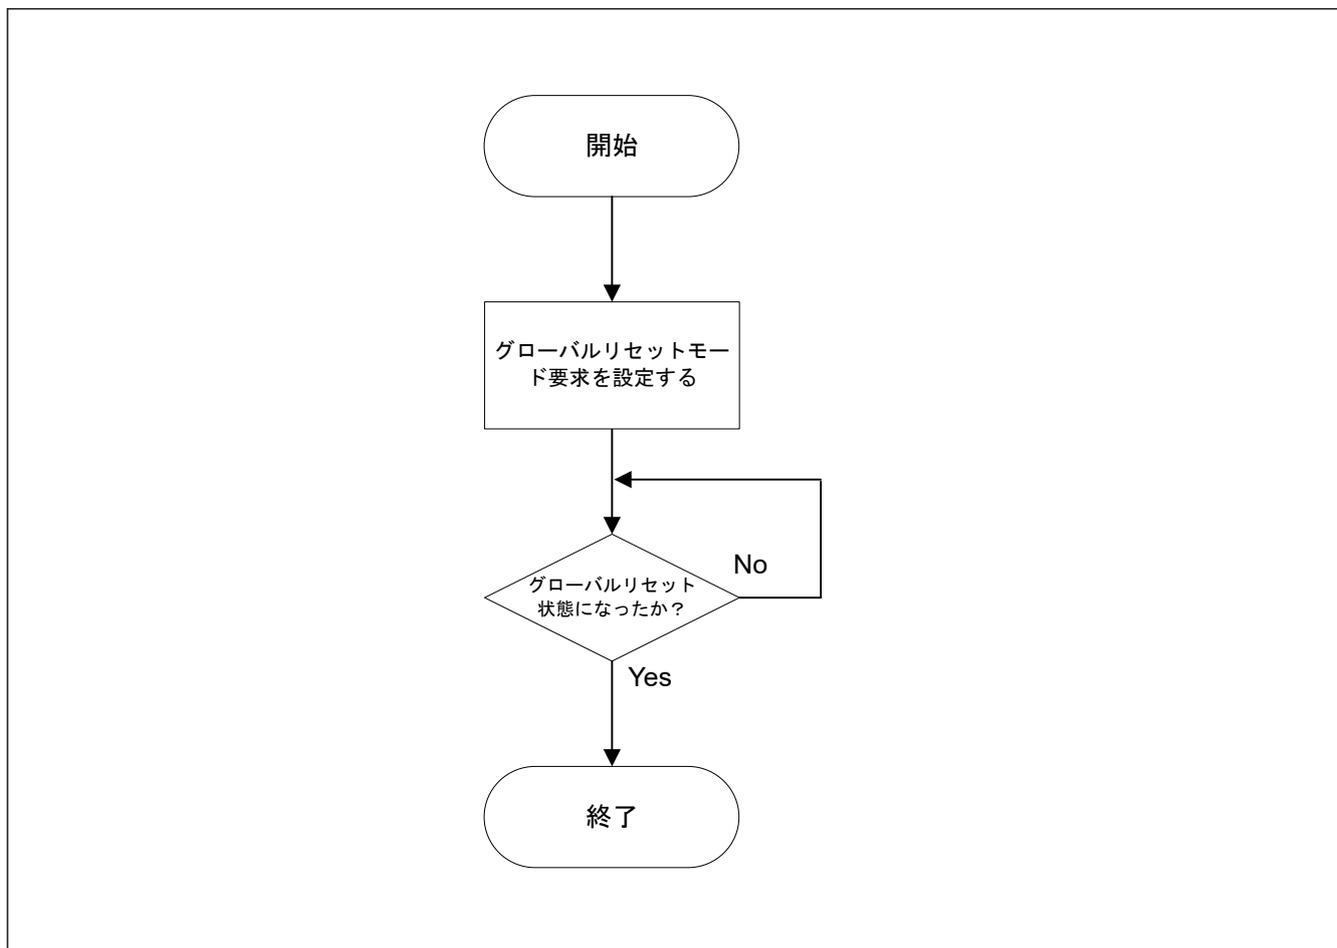 開始
グローバルリセットモー
ド要求を設定する
No
グローバルリセット
状態になったか？
Yes
終了